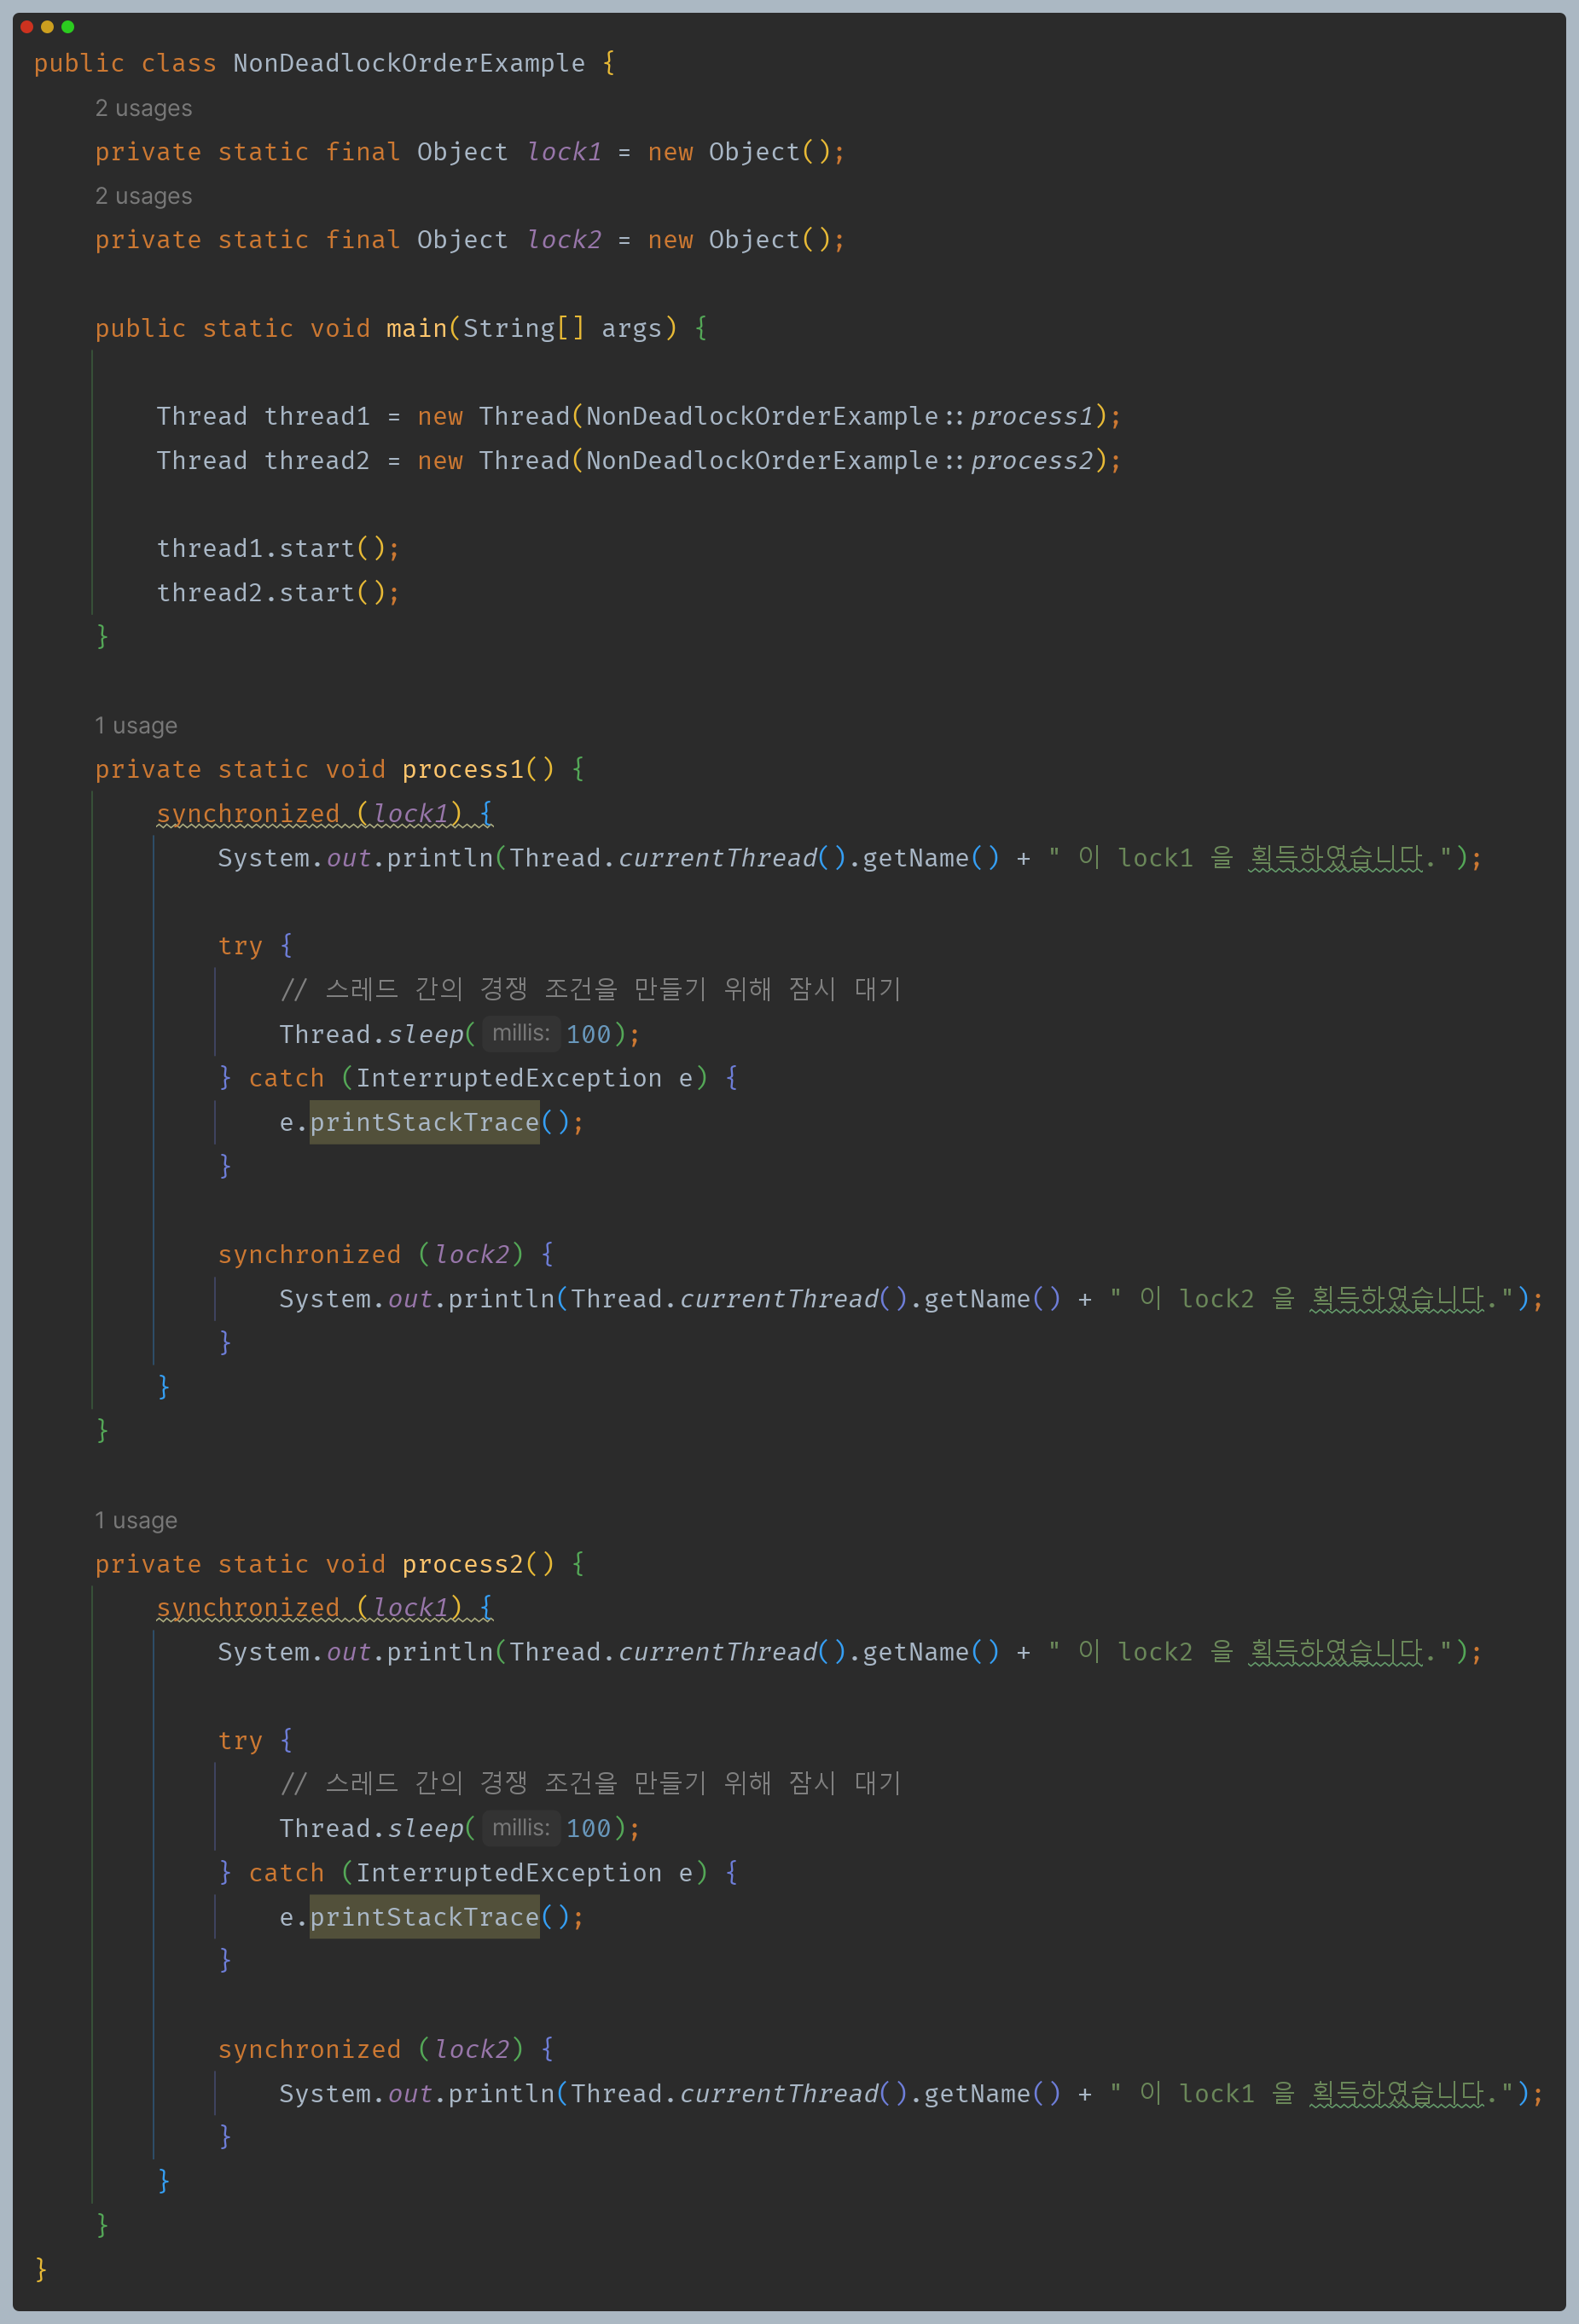 public class NonDeadlockOrderExample {
2 usages
private static final Object lock1 = new Object();
2 usages
private static final Object lock2 = new Object();
public static void main(String[] args) {
Thread thread1 = new Thread(NonDeadlockOrderExample::process1);
Thread thread2 = new Thread(NonDeadlockOrderExample::process2);
thread1.start();
thread2.start();
}
1 usage
private static void process1() {
synchronized (lock1) {
System.out.println(Thread.currentThread().getName() + " 이 lock1 을 획득하였습니다.");
try {
// 스레드 간의 경쟁 조건을 만들기 위해 잠시 대기
Thread.sleep( millis: 100);
} catch (InterruptedException e) {
e.printStackTrace();
}
synchronized (lock2) {
System.out.println(Thread.currentThread().getName() + " 이 lock2 을 획득하였습니다.");
}
}
}
1 usage
private static void process2() {
synchronized (lock1) {
System.out.println(Thread.currentThread().getName() + " 이 lock2 을 획득하였습니다.");
try {
// 스레드 간의 경쟁 조건을 만들기 위해 잠시 대기
Thread.sleep( millis: 100);
} catch (InterruptedException e) {
e.printStackTrace();
}
synchronized (lock2) {
System.out.println(Thread.currentThread().getName() + " 이 lock1 을 획득하였습니다.");
}
}
}
}